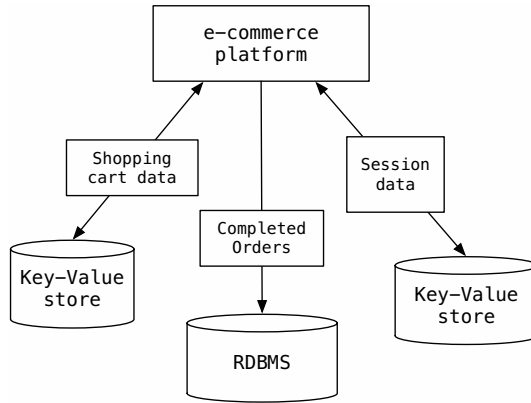 e-commerce
platform
Shopping
cart data
Session
data
Completed
Orders
Key-Value
store
Key-Value
store
RDBMS